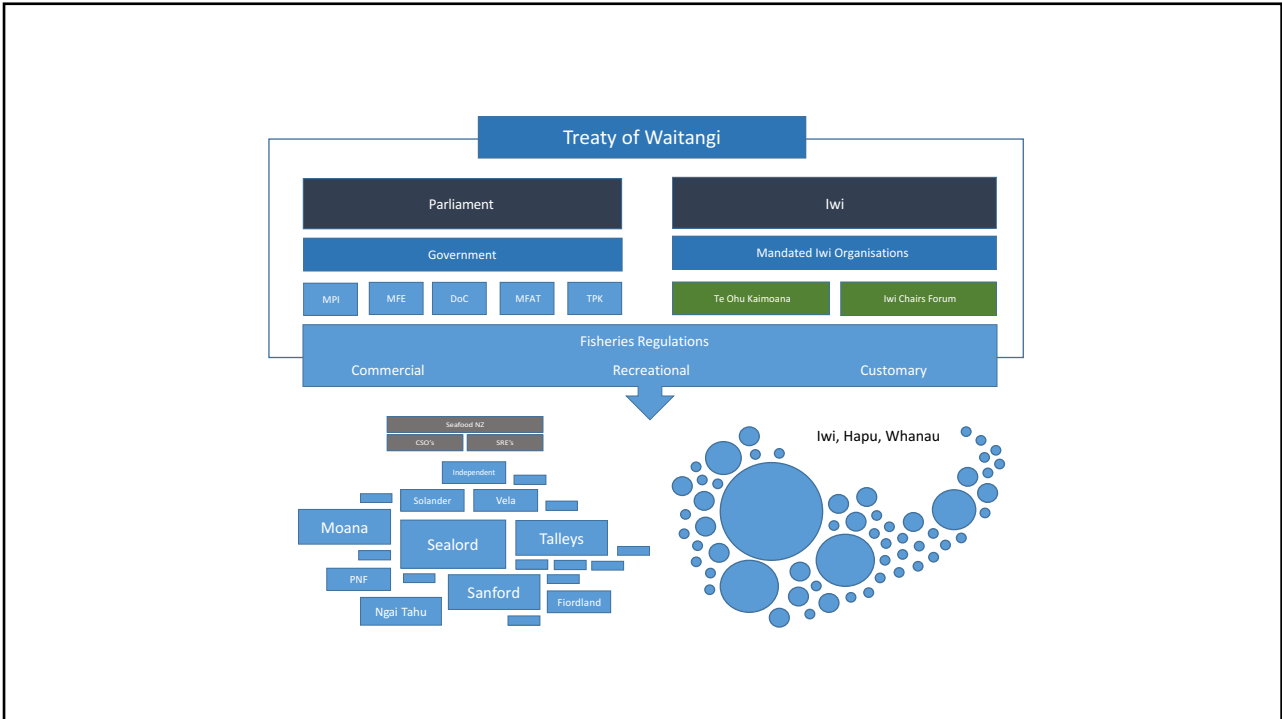 Treaty of Waitangi
Parliament
Iwi
Government
Mandated Iwi Organisations
MPI
MFE
DoC
MFAT
TPK
Te Ohu Kaimoana
Iwi Chairs Forum
Fisheries Regulations
Commercial
Recreational
Customary
Seafood NZ
CSO's
SRE's
Iwi, Hapu, Whanau
Independent
Solander
Vela
Moana
Sealord
Talleys
PNF
Sanford
Ngai Tahu
Fiordland